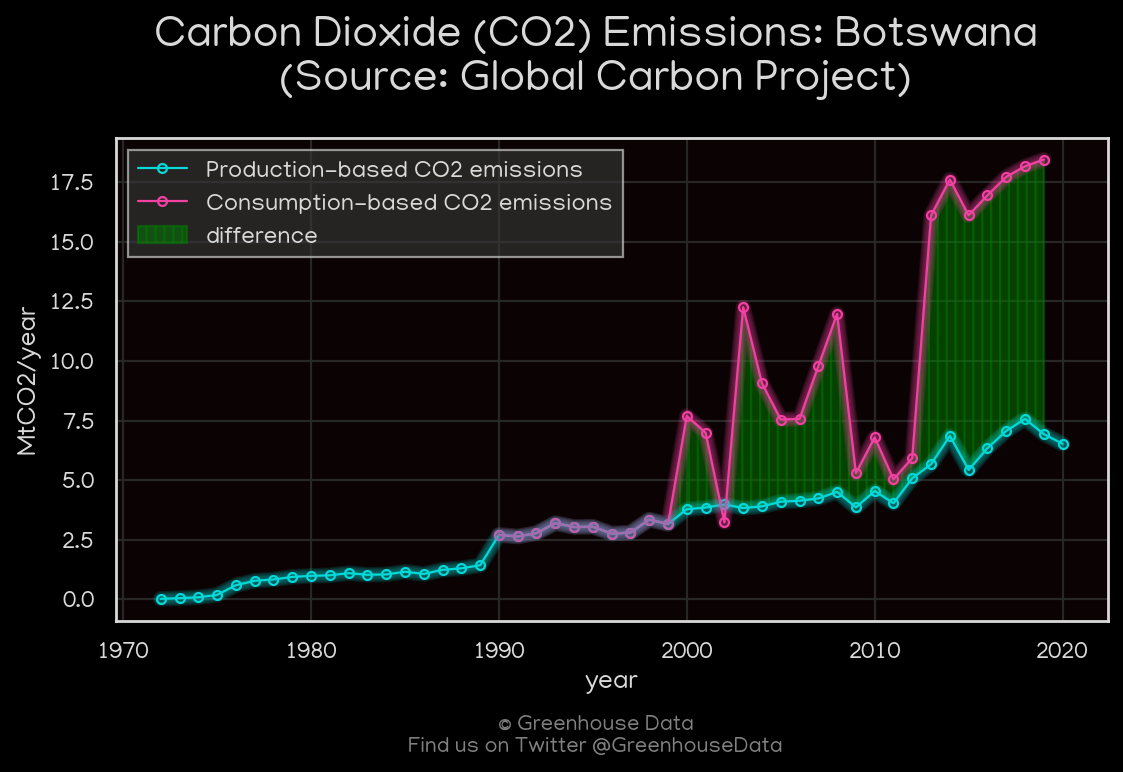 Carbon Dioxide (CO2) Emissions: Botswana
(Source: Global Carbon Project)
Production-based CO2 emissions
Consumption-based CO2 emissions
difference
MtCO2/year
17.5
15.0
12.5
10.0
7.5
5.0
2.5
0.0
1970 1980 1990 2000 2010 2020
year
© Greenhouse Data
Find us on Twitter @GreenhouseData